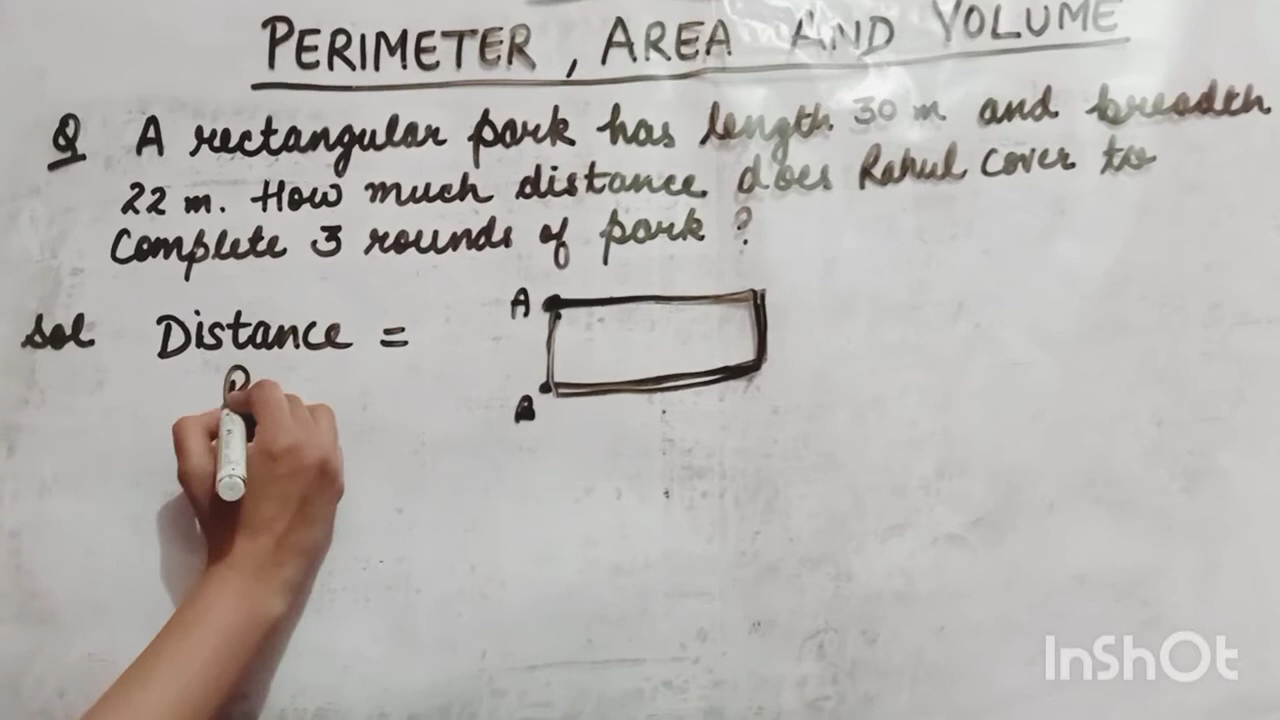 PERIMETER, AREA AND VOLUME
Q A rectangular park has length 30 m and breadth
22 m. How much distance does Rahul cover to
Complete 3 rounds of park?
Sol Distance =
A
B
InShOt